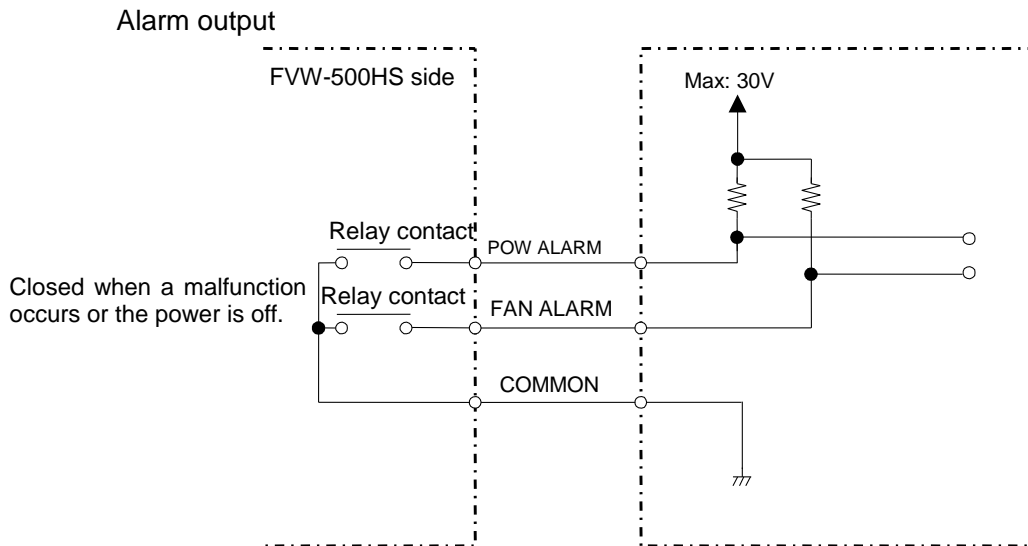 Alarm output
FVW-500HS side
Max: 30V
Relay contact
POW ALARM
Closed when a malfunction
occurs or the power is off.
Relay contact
FAN ALARM
COMMON